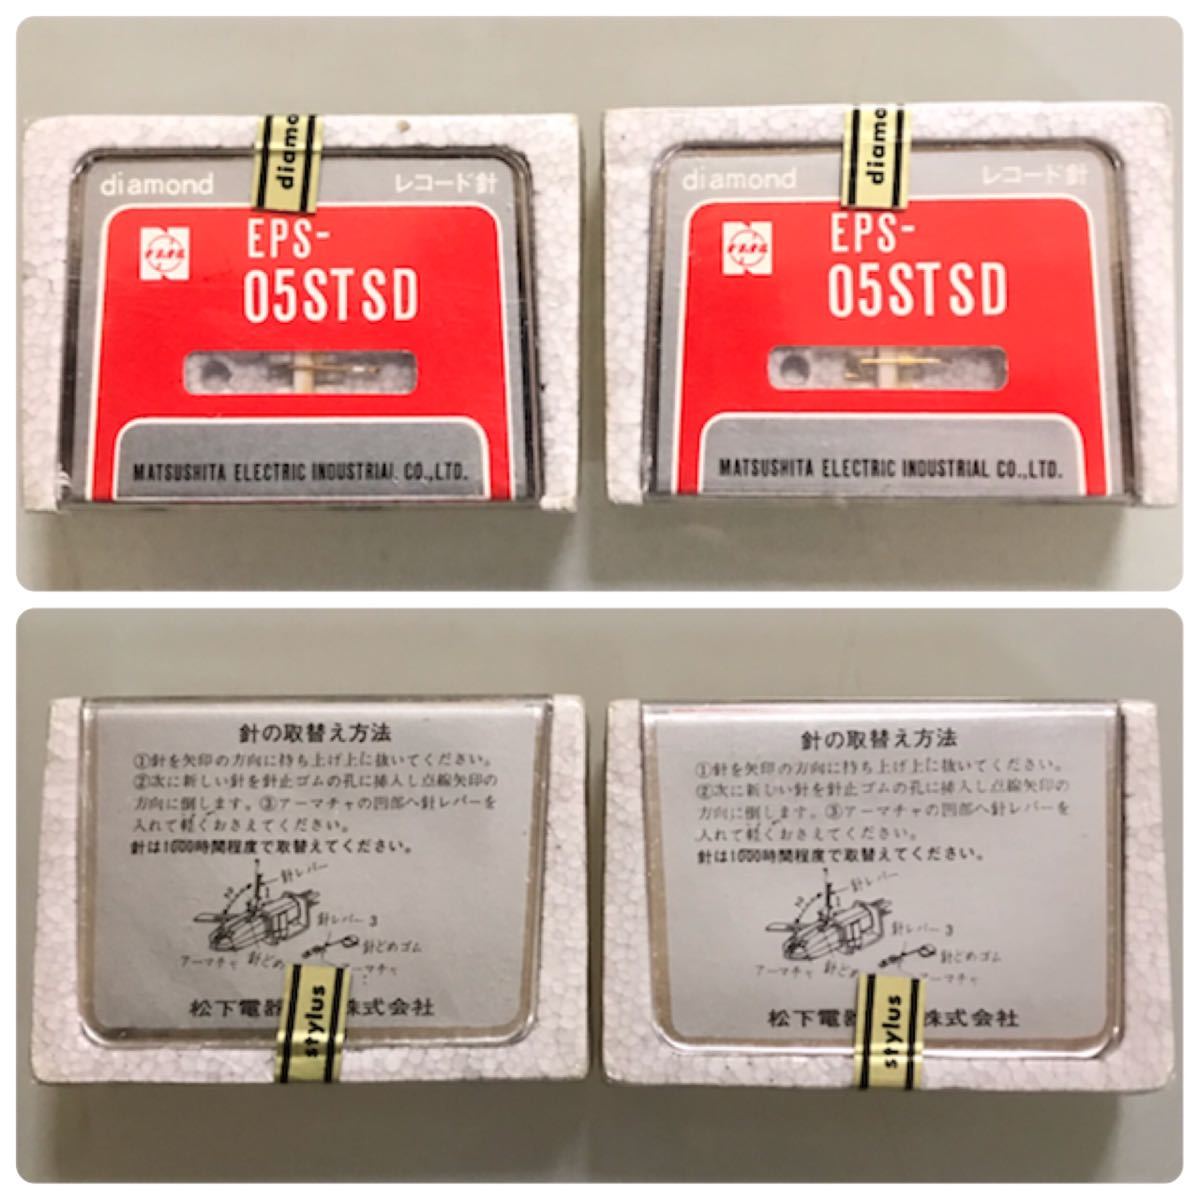 diamond レコード針
diamo
EPS-
05STSD
MATSUSHITA ELECTRIC INDUSTRIAL CO.,LTD.
diamond レコード針
diamo
EPS-
05STSD
MATSUSHITA ELECTRIC INDUSTRIAL CO.,LTD.
針の取替え方法
①針を矢印の方向に持ち上げ上に抜いてください。
②次に新しい針を針止ゴムの孔に挿入し点線矢印の
方向に倒します。③アーマチャの凹部へ針レバーを
入れて軽くおさえてください。
針は1000時間程度で取替えてください。
針レバー
針レバー 3
針どめゴム
アーマチャ 針どめ
アーマチャ
松下電器 株式会社
stylus
針の取替え方法
①針を矢印の方向に持ち上げ上に抜いてください。
②次に新しい針を針止ゴムの孔に挿入し点線矢印の
方向に倒します。③アーマチャの凹部へ針レバーを
入れて軽くおさえてください。
針は1000時間程度で取替えてください。
針レバー
針レバー 3
針どめゴム
アーマチャ 針どめ
アーマチャ
松下電器 株式会社
stylus